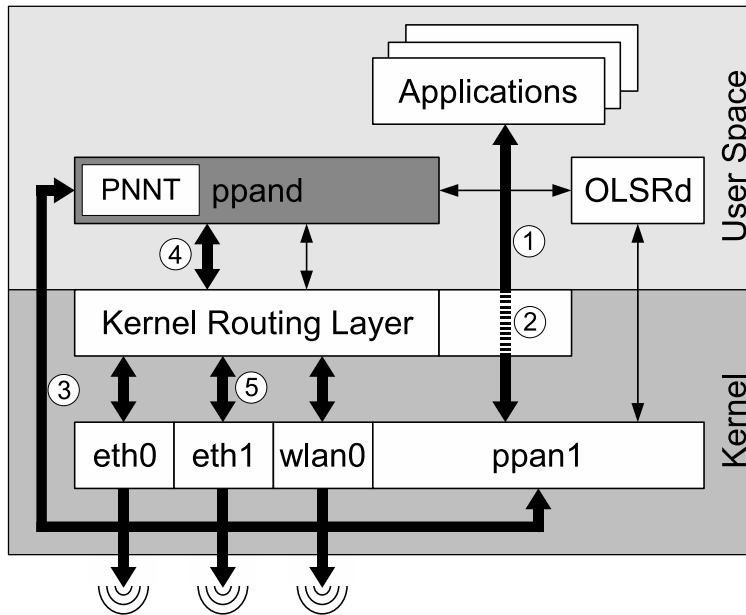 Applications
User Space
PNNT
ppand
OLSRd
1
4
Kernel Routing Layer
2
3
5
Kernel
eth0
eth1
wlan0
ppan1